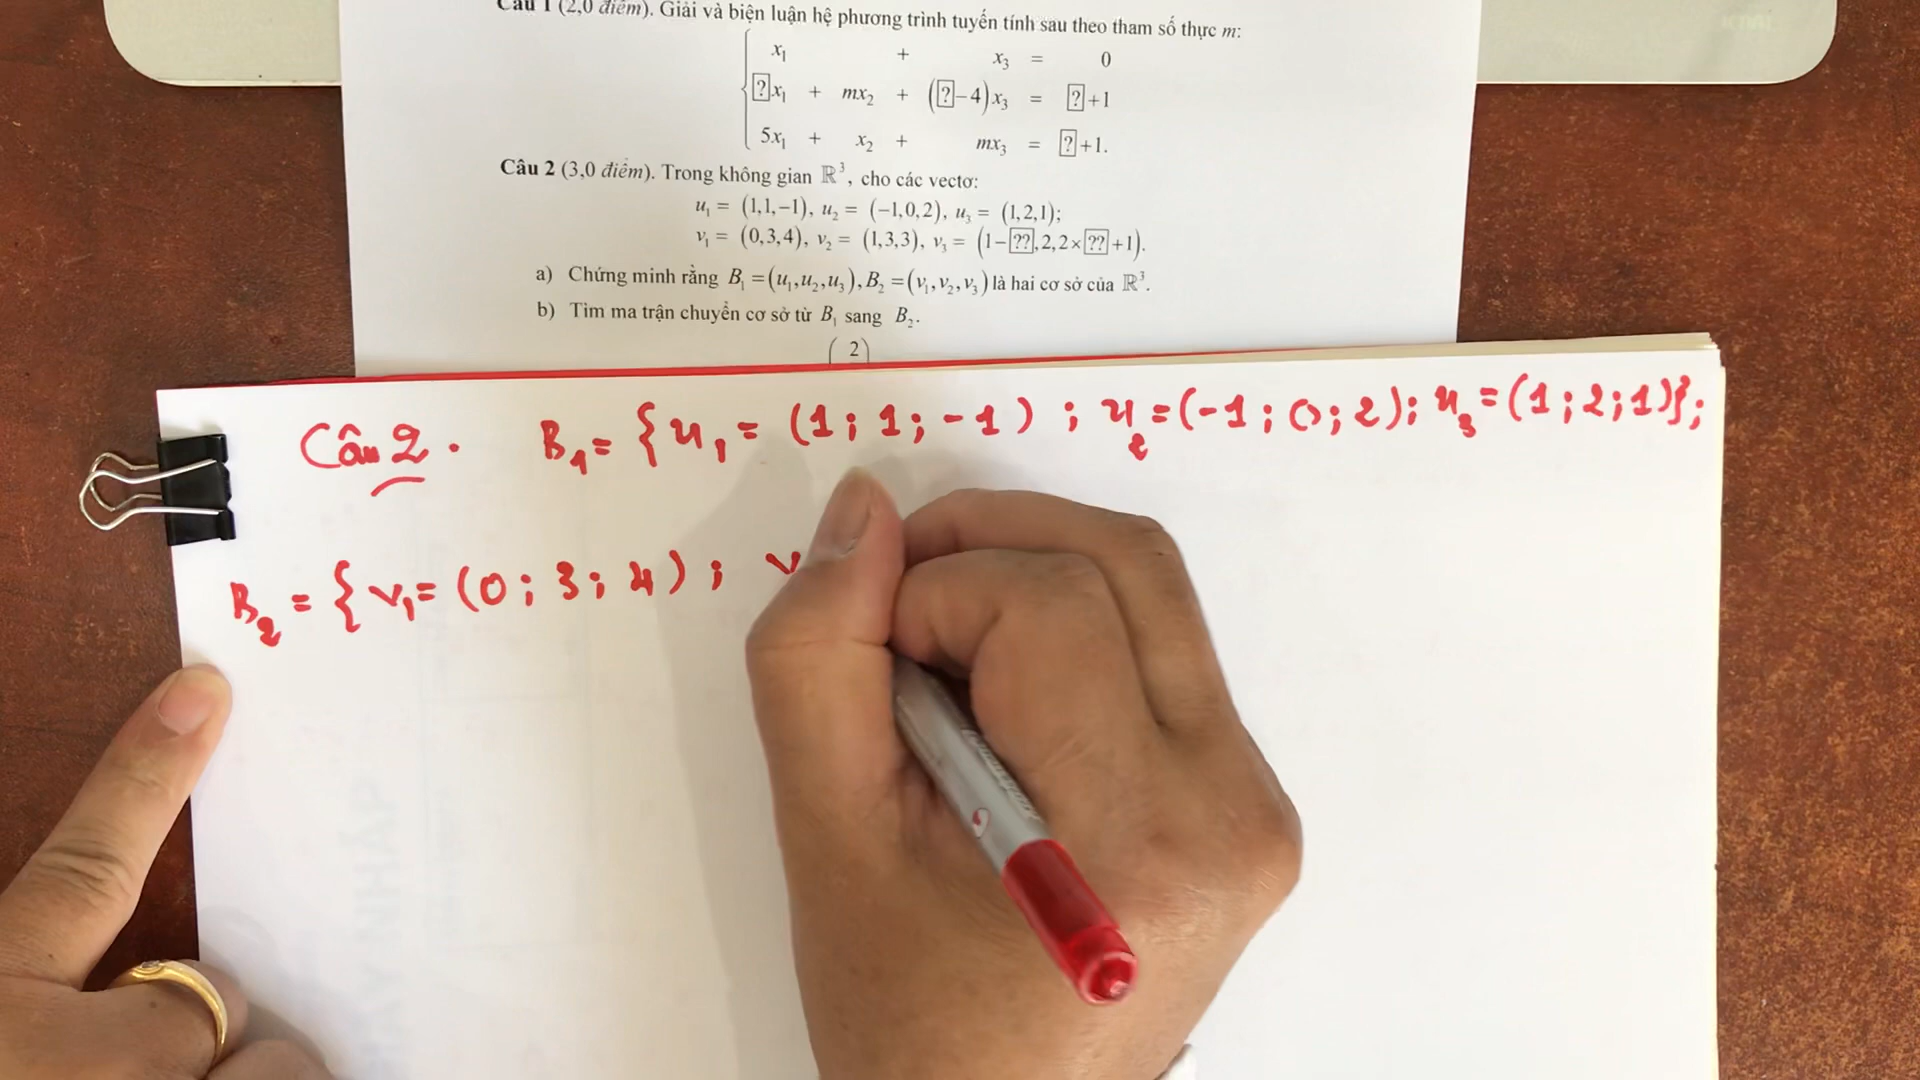 Câu 1 (2,0 điểm). Giải và biện luận hệ phương trình tuyến tính sau theo tham số thực m:
x₁ + x₃ = 0
[?]x₁ + mx₂ + ([?]−4)x₃ = [?]+1
5x₁ + x₂ + mx₃ = [?]+1.
Câu 2 (3,0 điểm). Trong không gian ℝ³, cho các vectơ:
u₁ = (1,1,−1), u₂ = (−1,0,2), u₃ = (1,2,1);
v₁ = (0,3,4), v₂ = (1,3,3), v₃ = (1−[??],2,2×[??]+1).
a) Chứng minh rằng B₁=(u₁,u₂,u₃),B₂=(v₁,v₂,v₃) là hai cơ sở của ℝ³.
b) Tìm ma trận chuyển cơ sở từ B₁ sang B₂.
(2)
Câu 2. B₁= {u₁= (1;1;-1) ; u₂=(-1;0;2); u₃=(1;2;1)};
B₂ = {v₁= (0;3;4); v